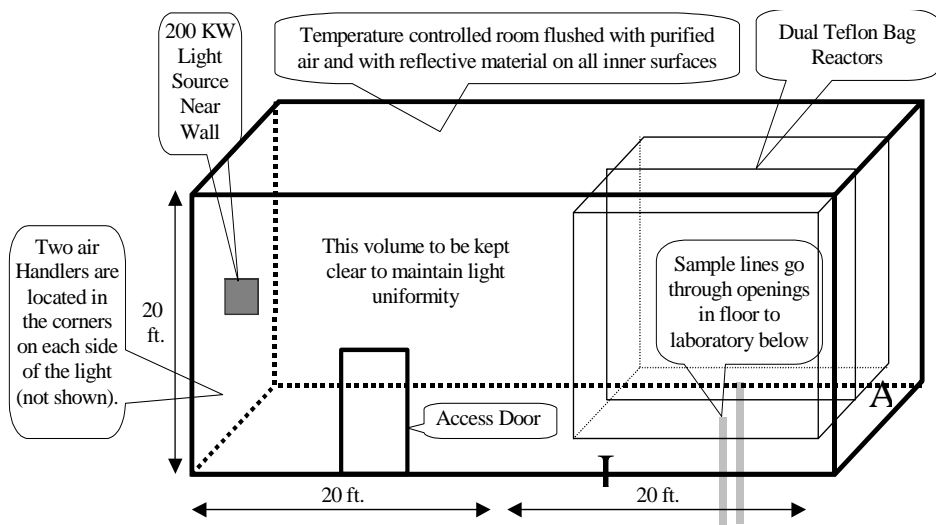 200 KW
Light
Source
Near
Wall
Temperature controlled room flushed with purified
air and with reflective material on all inner surfaces
Dual Teflon Bag
Reactors
Two air
Handlers are
located in
the corners
on each side
of the light
(not shown).
20
ft.
This volume to be kept
clear to maintain light
uniformity
Sample lines go
through openings
in floor to
laboratory below
Access Door
A
I
20 ft.
20 ft.